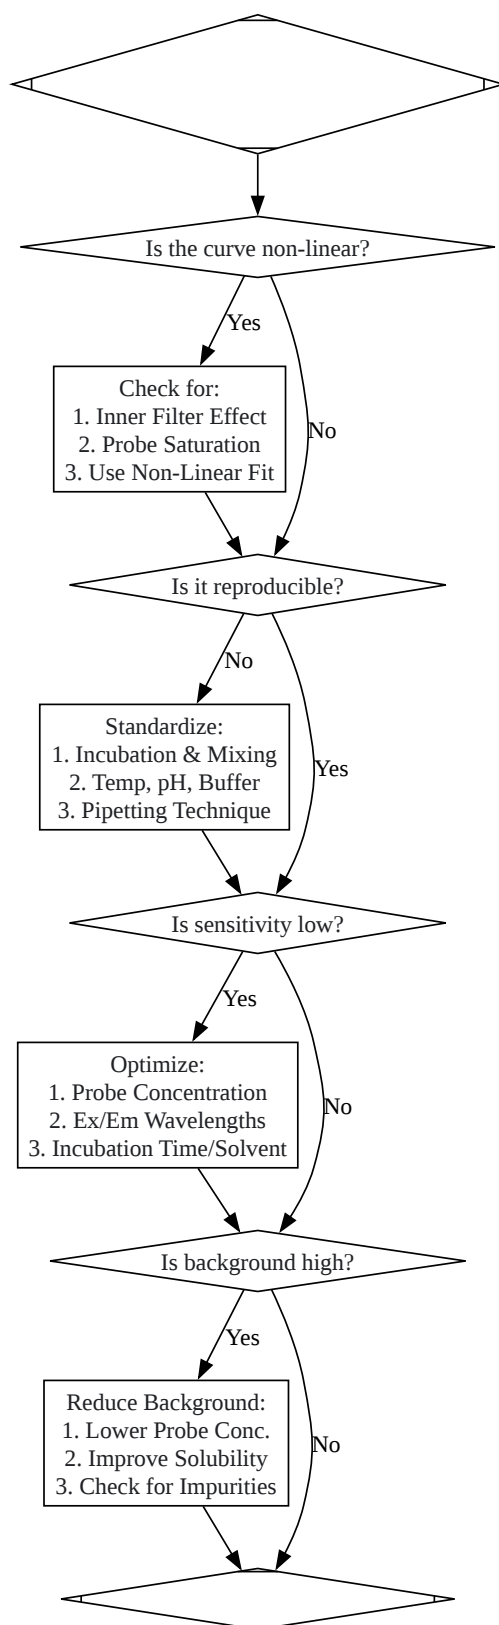 Is the curve non-linear?
Yes
Check for:
1. Inner Filter Effect
2. Probe Saturation
3. Use Non-Linear Fit
No
Is it reproducible?
No
Standardize:
1. Incubation & Mixing
2. Temp, pH, Buffer
3. Pipetting Technique
Yes
Is sensitivity low?
Yes
Optimize:
1. Probe Concentration
2. Ex/Em Wavelengths
3. Incubation Time/Solvent
No
Is background high?
Yes
Reduce Background:
1. Lower Probe Conc.
2. Improve Solubility
3. Check for Impurities
No